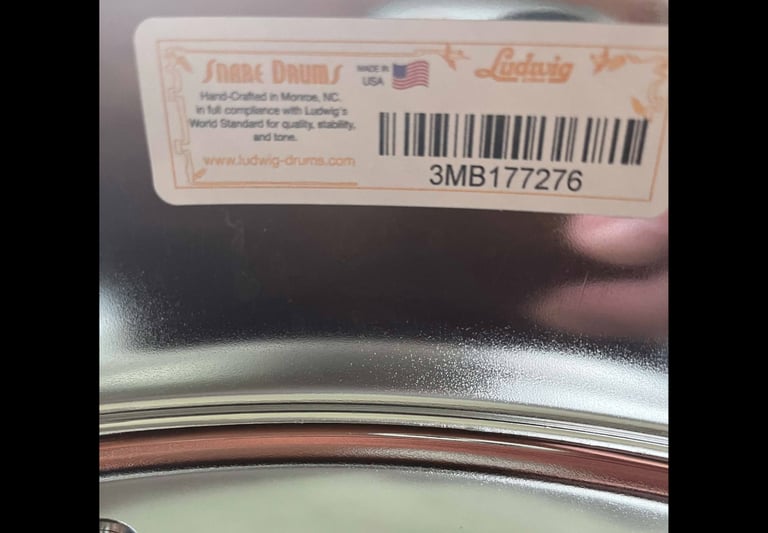 SNARE DRUMS
MADE IN
USA
Hand-Crafted in Monroe, NC.
in full compliance with Ludwig's
World Standard for quality, stability,
and tone.
www.ludwig-drums.com
Ludwig
3MB177276